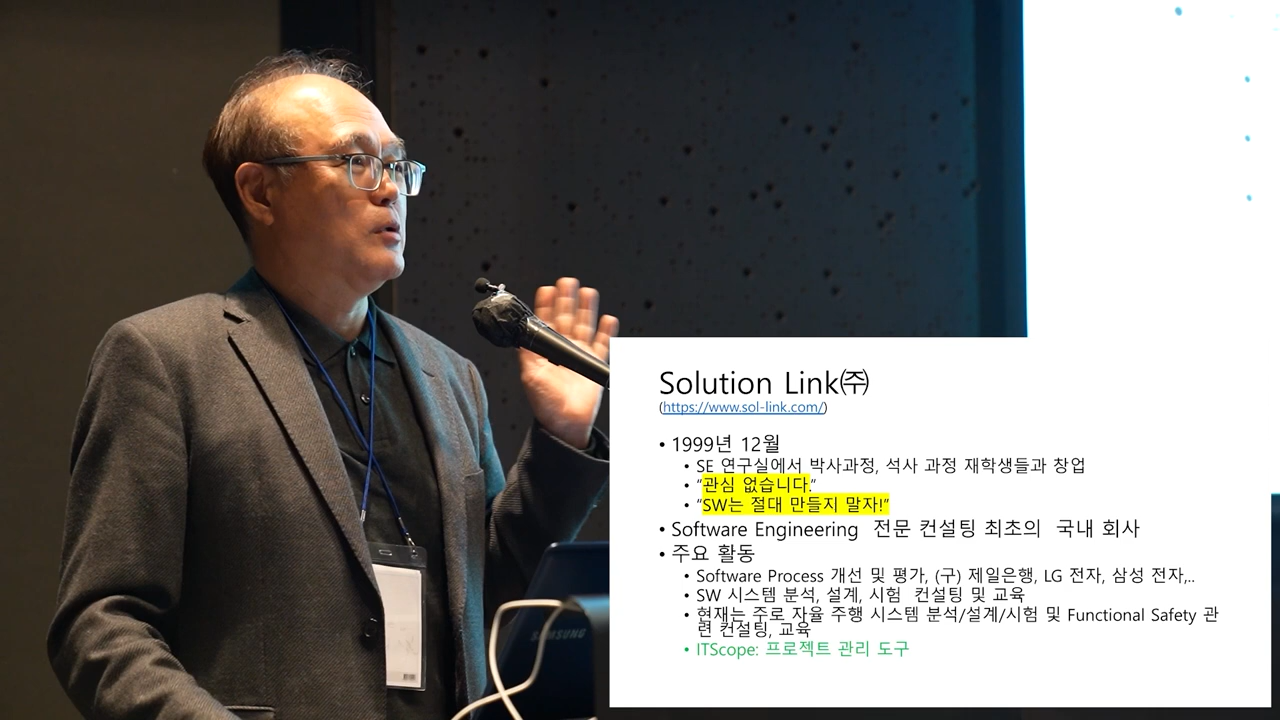 Solution Link㈜
(https://www.sol-link.com/)
• 1999년 12월
• SE 연구실에서 박사과정, 석사 과정 재학생들과 창업
• “관심 없습니다.“
• ”SW는 절대 만들지 말자!”
• Software Engineering 전문 컨설팅 최초의 국내 회사
• 주요 활동
• Software Process 개선 및 평가, (구) 제일은행, LG 전자, 삼성 전자,..
• SW 시스템 분석, 설계, 시험 컨설팅 및 교육
• 현재는 주로 자율 주행 시스템 분석/설계/시험 및 Functional Safety 관
련 컨설팅, 교육
• ITScope: 프로젝트 관리 도구
SAMSUNG